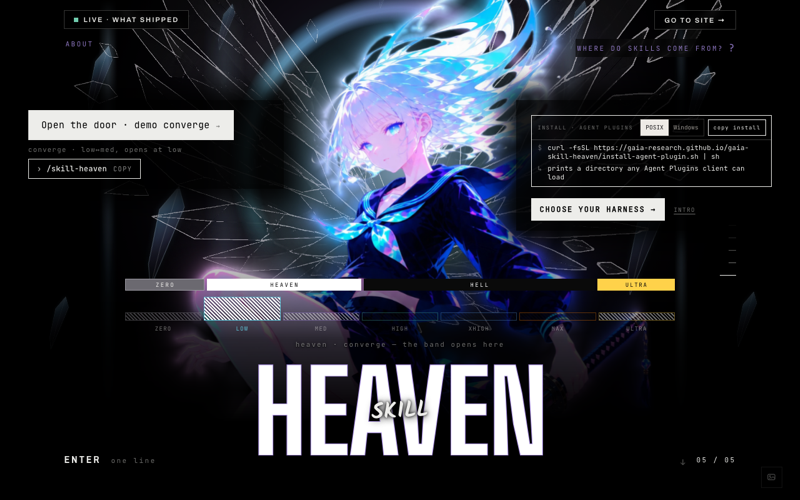 LIVE · WHAT SHIPPED
GO TO SITE →
ABOUT
WHERE DO SKILLS COME FROM? ?
Open the door · demo converge →
converge · low–med, opens at low
› /skill-heaven COPY
INSTALL · AGENT PLUGINS POSIX Windows copy install
$ curl -fsSL https://gaia-research.github.io/gaia-
skill-heaven/install-agent-plugin.sh | sh
↳ prints a directory any Agent Plugins client can
load
CHOOSE YOUR HARNESS → INTRO
ZERO HEAVEN HELL ULTRA
ZERO LOW MED HIGH XHIGH MAX ULTRA
heaven · converge — the band opens here
HEAVEN
SKILL
ENTER one line
↓ 05 / 05